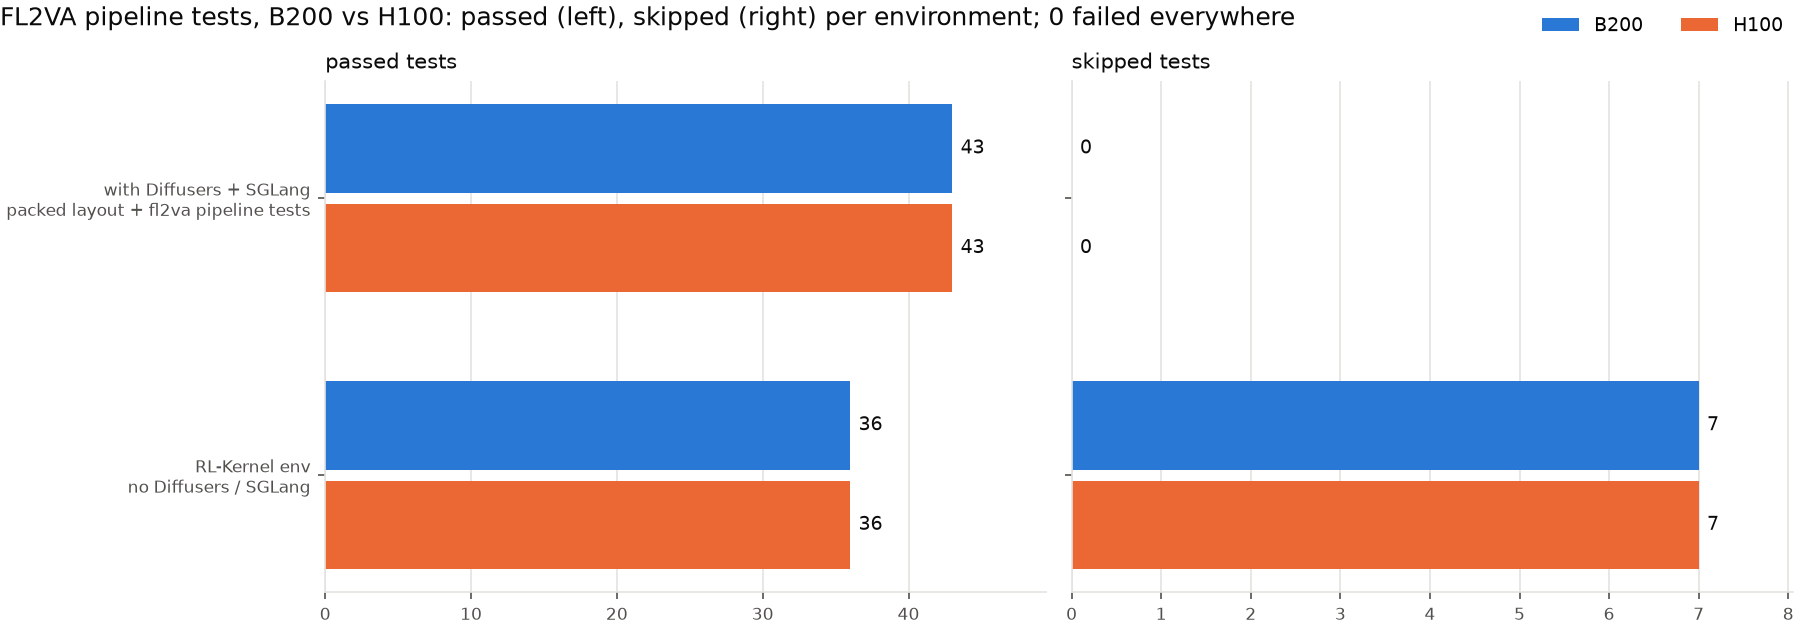 FL2VA pipeline tests, B200 vs H100: passed (left), skipped (right) per environment; 0 failed everywhere
B200
H100
passed tests
skipped tests
with Diffusers + SGLang
packed layout + fl2va pipeline tests
43
43
0
0
RL-Kernel env
no Diffusers / SGLang
36
36
7
7
0 10 20 30 40
0 1 2 3 4 5 6 7 8